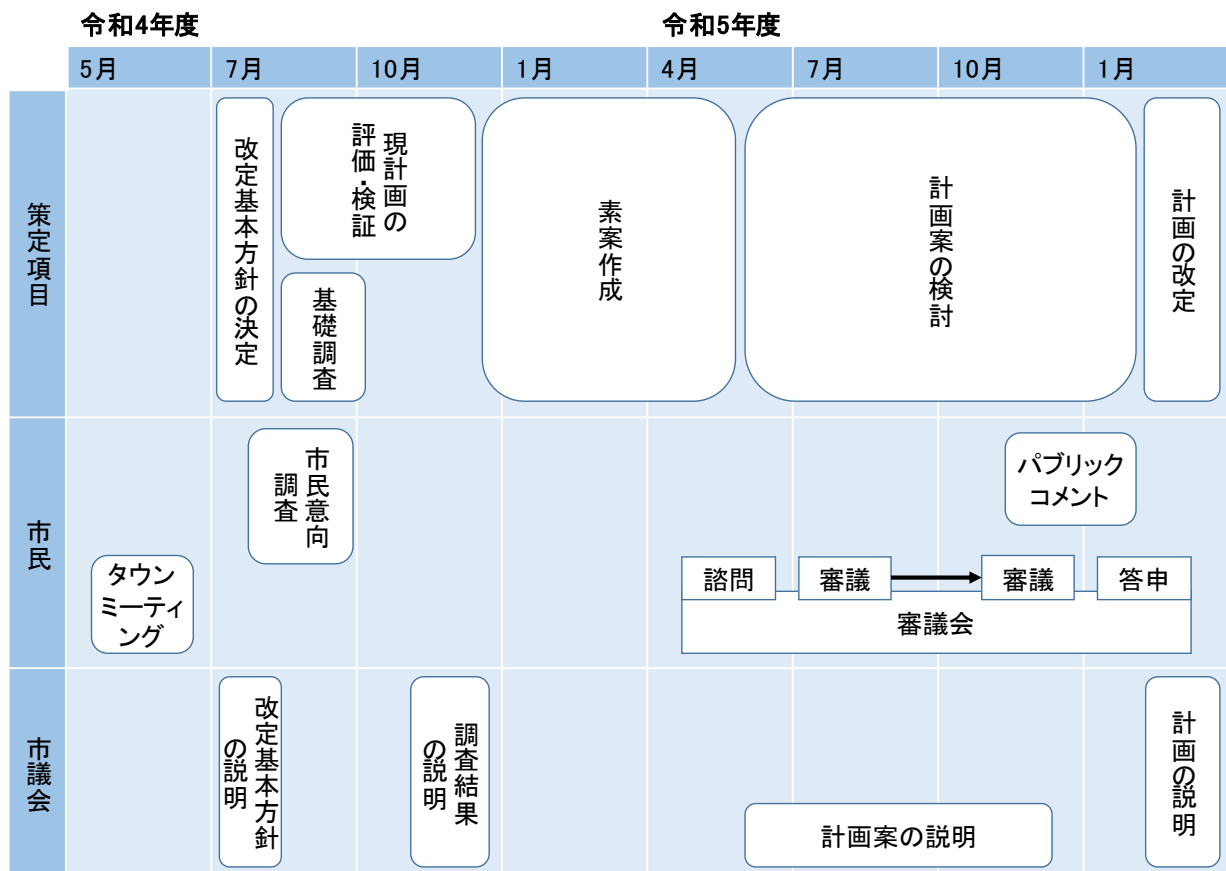 令和4年度
令和5年度
5月
7月
10月
1月
4月
7月
10月
1月
策定項目
改定基本方針の決定
現計画の
評価・検証
基礎調査
素案作成
計画案の検討
計画の改定
市民
タウン
ミーティ
ング
市民意向
調査
パブリック
コメント
諮問
審議
審議
答申
審議会
市議会
改定基本方針
の説明
調査結果
の説明
計画案の説明
計画の説明